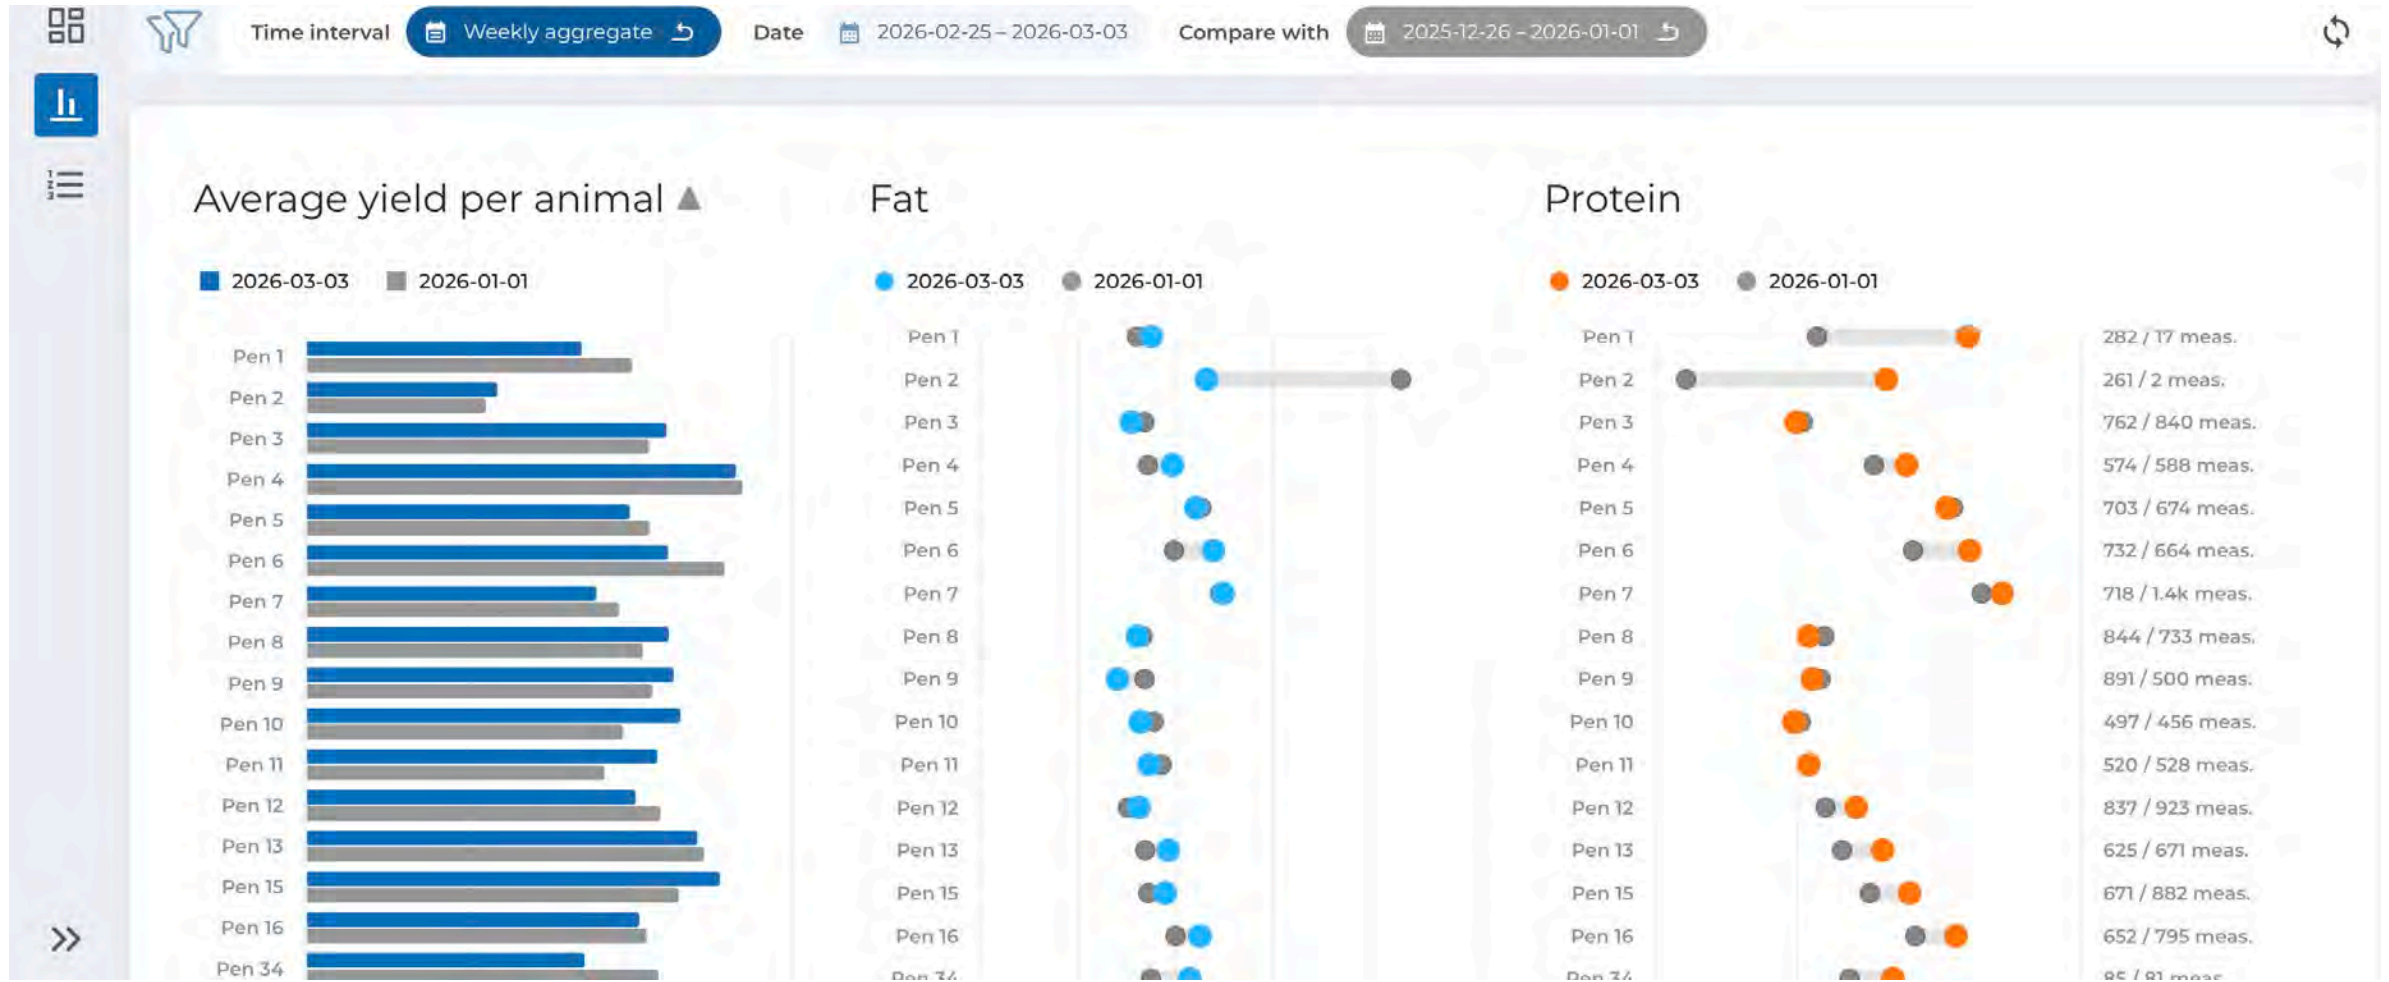 Time interval Weekly aggregate Date 2026-02-25 – 2026-03-03 Compare with 2025-12-26 – 2026-01-01
Average yield per animal
2026-03-03 2026-01-01
Pen 1
Pen 2
Pen 3
Pen 4
Pen 5
Pen 6
Pen 7
Pen 8
Pen 9
Pen 10
Pen 11
Pen 12
Pen 13
Pen 15
Pen 16
Pen 34
Fat
2026-03-03 2026-01-01
Pen 1
Pen 2
Pen 3
Pen 4
Pen 5
Pen 6
Pen 7
Pen 8
Pen 9
Pen 10
Pen 11
Pen 12
Pen 13
Pen 15
Pen 16
Pen 34
Protein
2026-03-03 2026-01-01
Pen 1 282 / 17 meas.
Pen 2 261 / 2 meas.
Pen 3 762 / 840 meas.
Pen 4 574 / 588 meas.
Pen 5 703 / 674 meas.
Pen 6 732 / 664 meas.
Pen 7 718 / 1.4k meas.
Pen 8 844 / 733 meas.
Pen 9 891 / 500 meas.
Pen 10 497 / 456 meas.
Pen 11 520 / 528 meas.
Pen 12 837 / 923 meas.
Pen 13 625 / 671 meas.
Pen 15 671 / 882 meas.
Pen 16 652 / 795 meas.
Pen 34 85 / 81 meas.